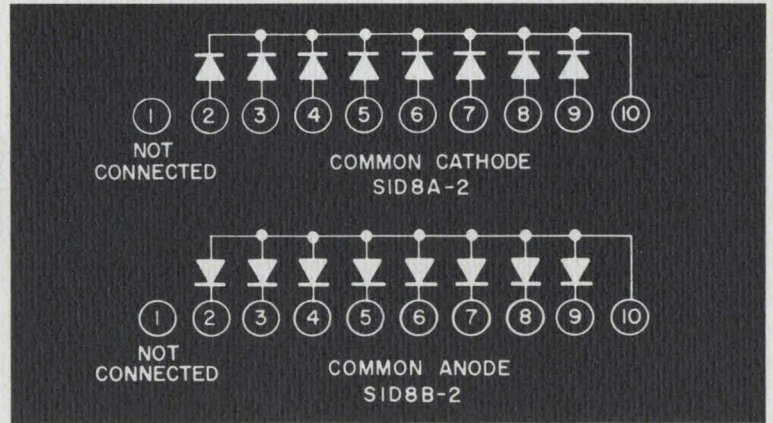 1 2 3 4 5 6 7 8 9 10
NOT
CONNECTED
COMMON CATHODE
SID8A-2
1 2 3 4 5 6 7 8 9 10
NOT
CONNECTED
COMMON ANODE
SID8B-2